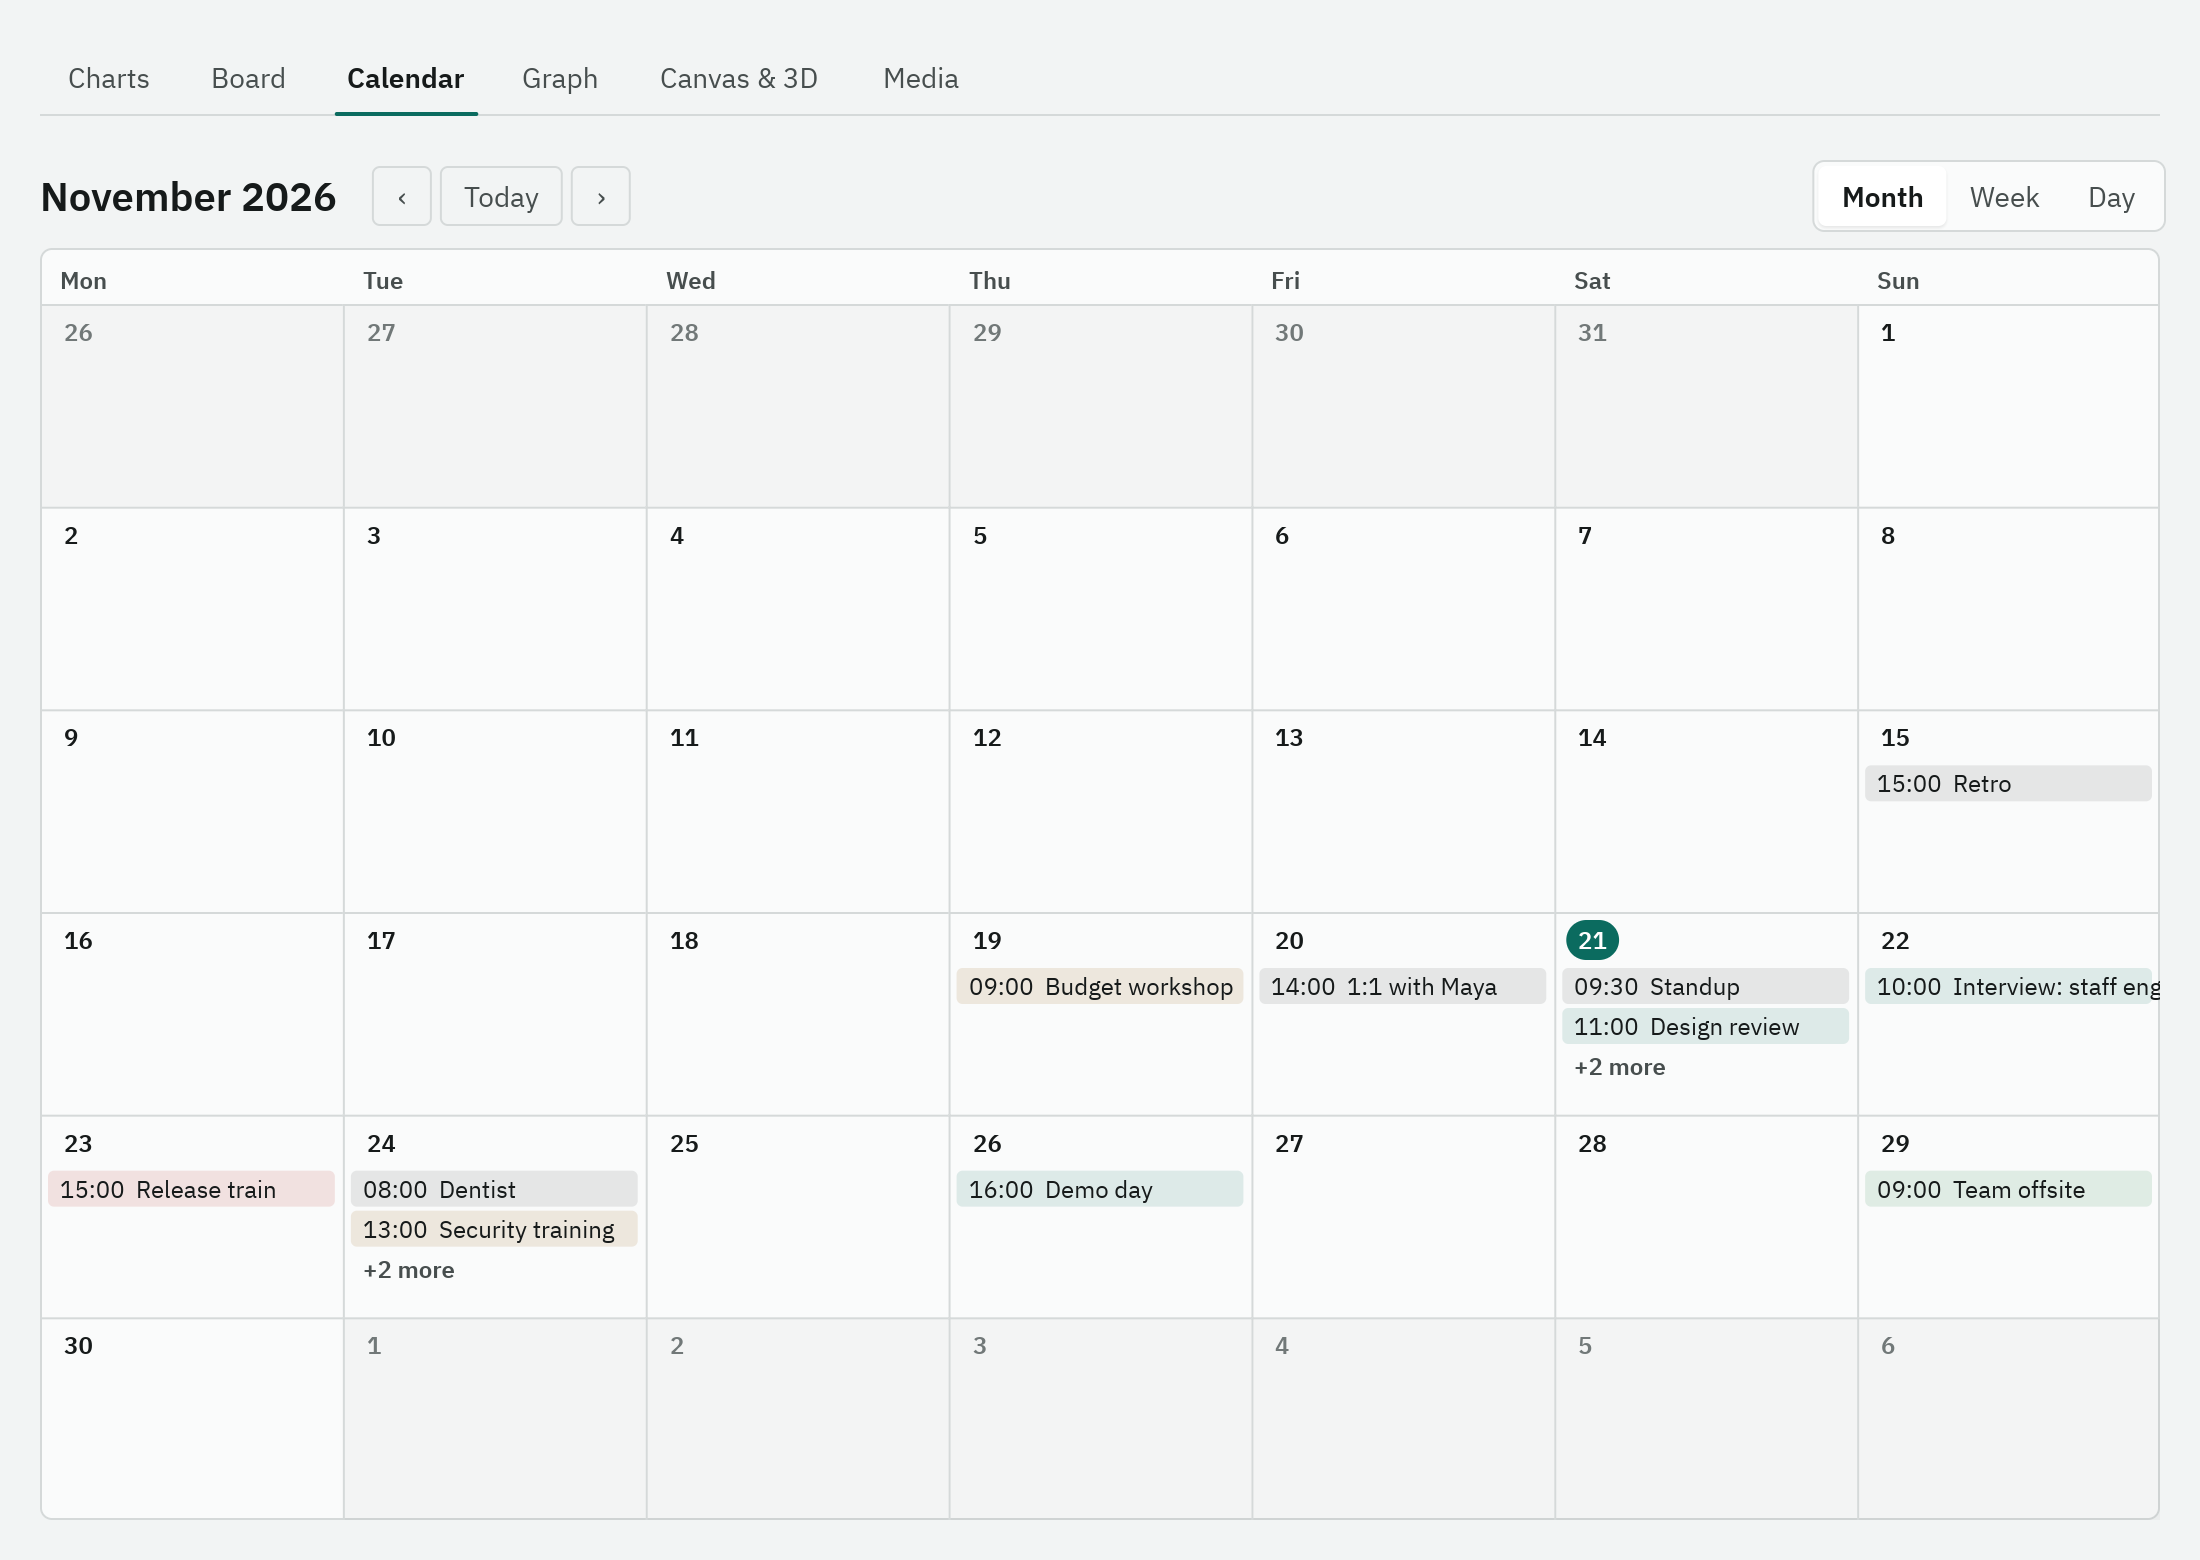 Charts Board Calendar Graph Canvas & 3D Media
November 2026 ‹ Today › Month Week Day
Mon Tue Wed Thu Fri Sat Sun
26 27 28 29 30 31 1
2 3 4 5 6 7 8
9 10 11 12 13 14 15
15:00 Retro
16 17 18 19 20 21 22
09:00 Budget workshop 14:00 1:1 with Maya 09:30 Standup 10:00 Interview: staff eng
11:00 Design review
+2 more
23 24 25 26 27 28 29
15:00 Release train 08:00 Dentist 16:00 Demo day 09:00 Team offsite
13:00 Security training
+2 more
30 1 2 3 4 5 6